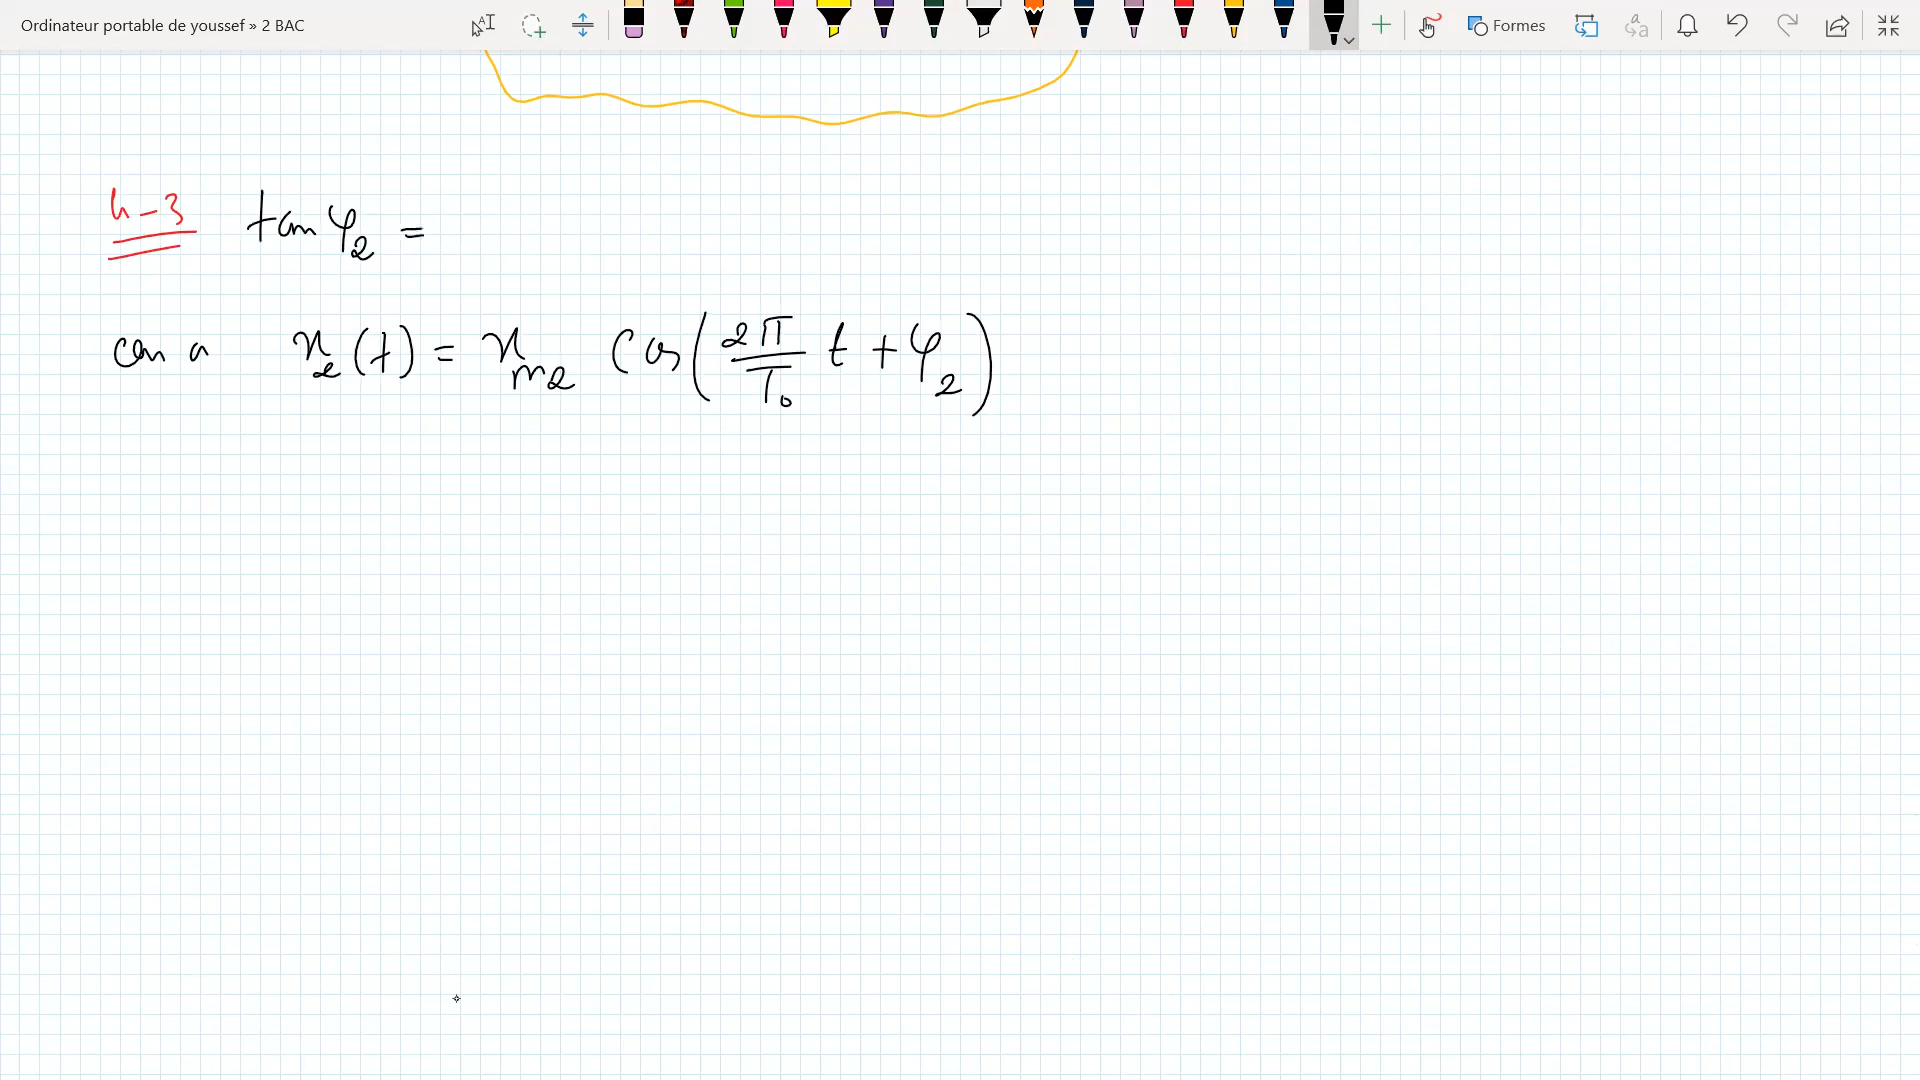 Ordinateur portable de youssef » 2 BAC
Formes
4-3 tan φ₂ =
on a x₂(t) = x_m2 Cos(2π/T₀ t + φ₂)